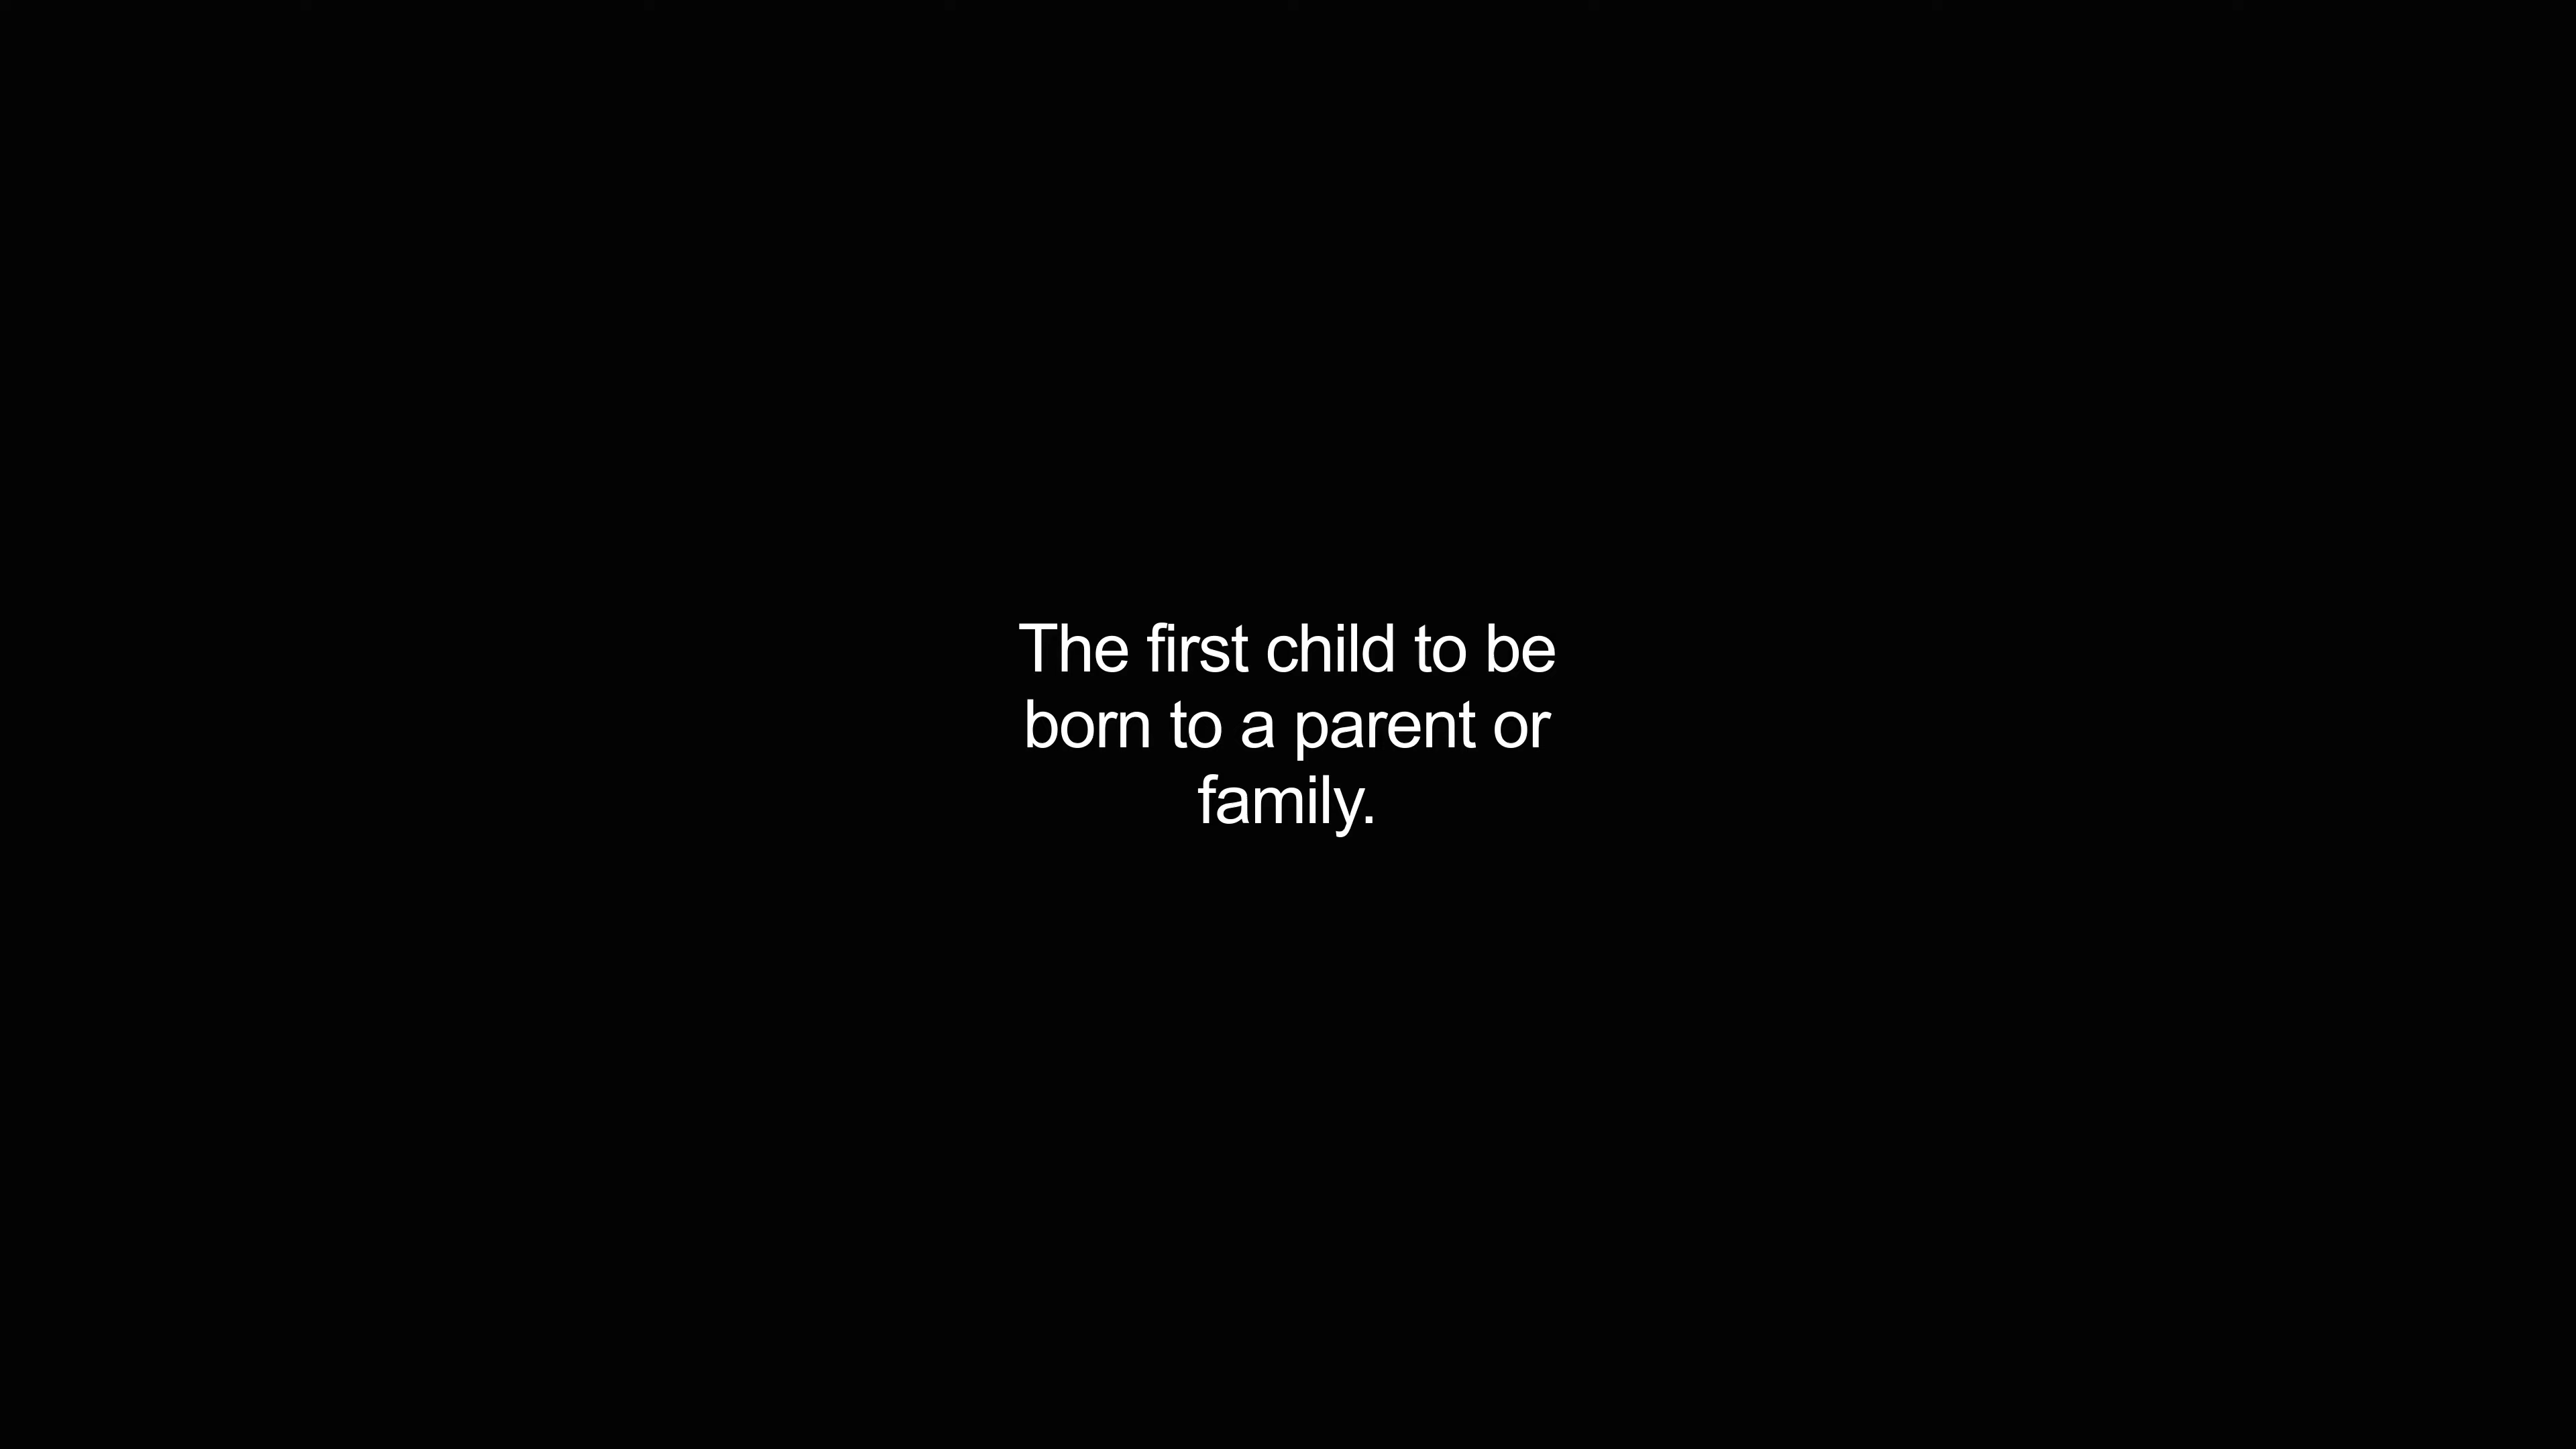 The first child to be
born to a parent or
family.